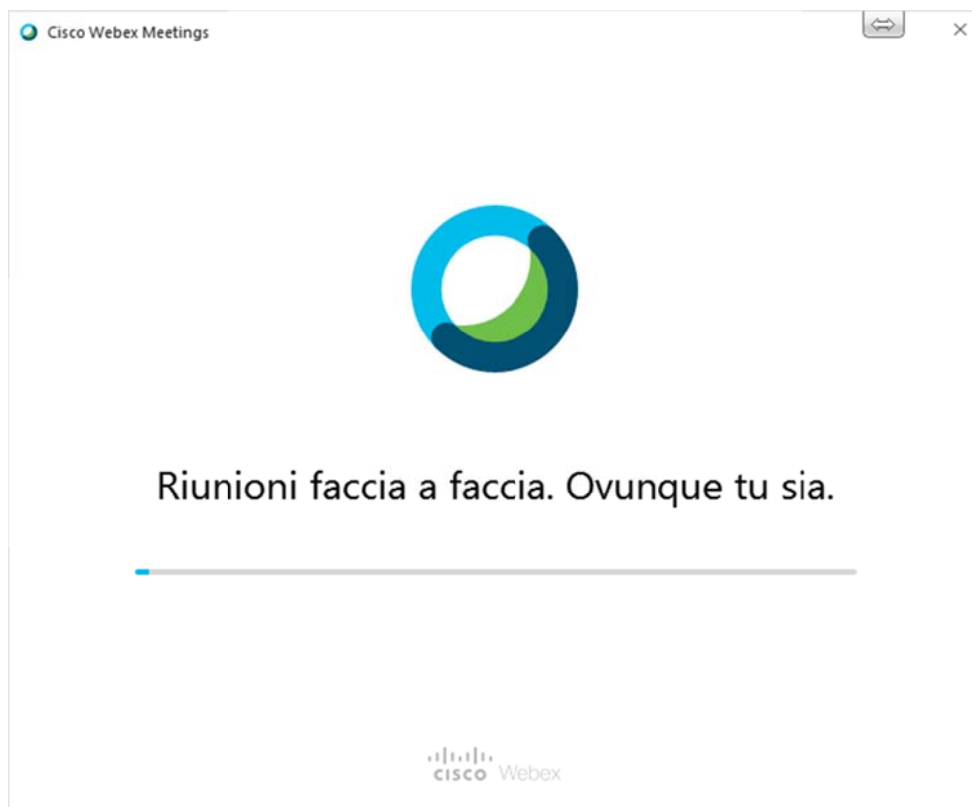 Cisco Webex Meetings
Riunioni faccia a faccia. Ovunque tu sia.
cisco Webex